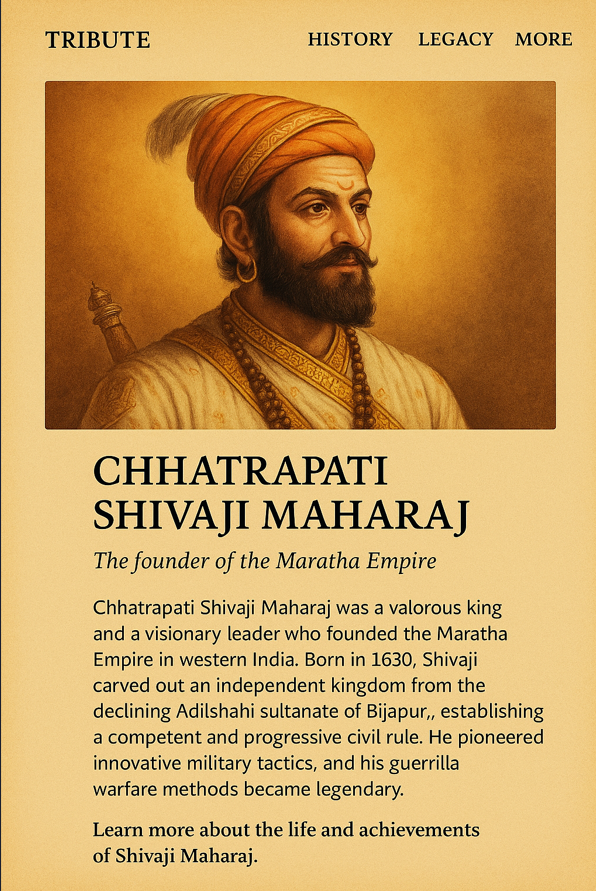 TRIBUTE
HISTORY LEGACY MORE
CHHATRAPATI
SHIVAJI MAHARAJ
The founder of the Maratha Empire
Chhatrapati Shivaji Maharaj was a valorous king
and a visionary leader who founded the Maratha
Empire in western India. Born in 1630, Shivaji
carved out an independent kingdom from the
declining Adilshahi sultanate of Bijapur,, establishing
a competent and progressive civil rule. He pioneered
innovative military tactics, and his guerrilla
warfare methods became legendary.
Learn more about the life and achievements
of Shivaji Maharaj.